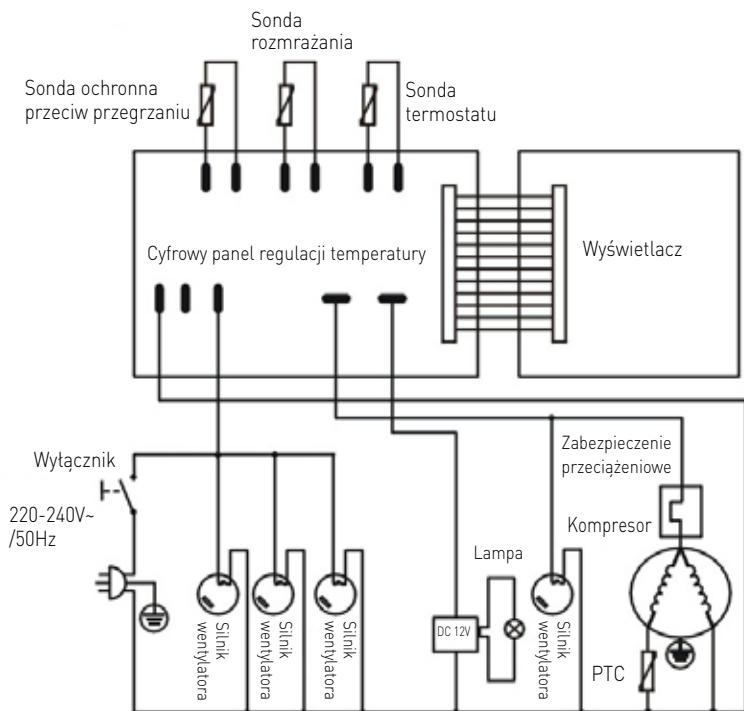 Sonda
rozmrażania
Sonda ochronna
przeciw przegrzaniu
Sonda
termostatu
Cyfrowy panel regulacji temperatury
Wyświetlacz
Wyłącznik
220-240V~
/50Hz
Zabezpieczenie
przeciążeniowe
Kompresor
Lampa
DC 12V
Silnik
wentylatora
Silnik
wentylatora
Silnik
wentylatora
Silnik
wentylatora
PTC